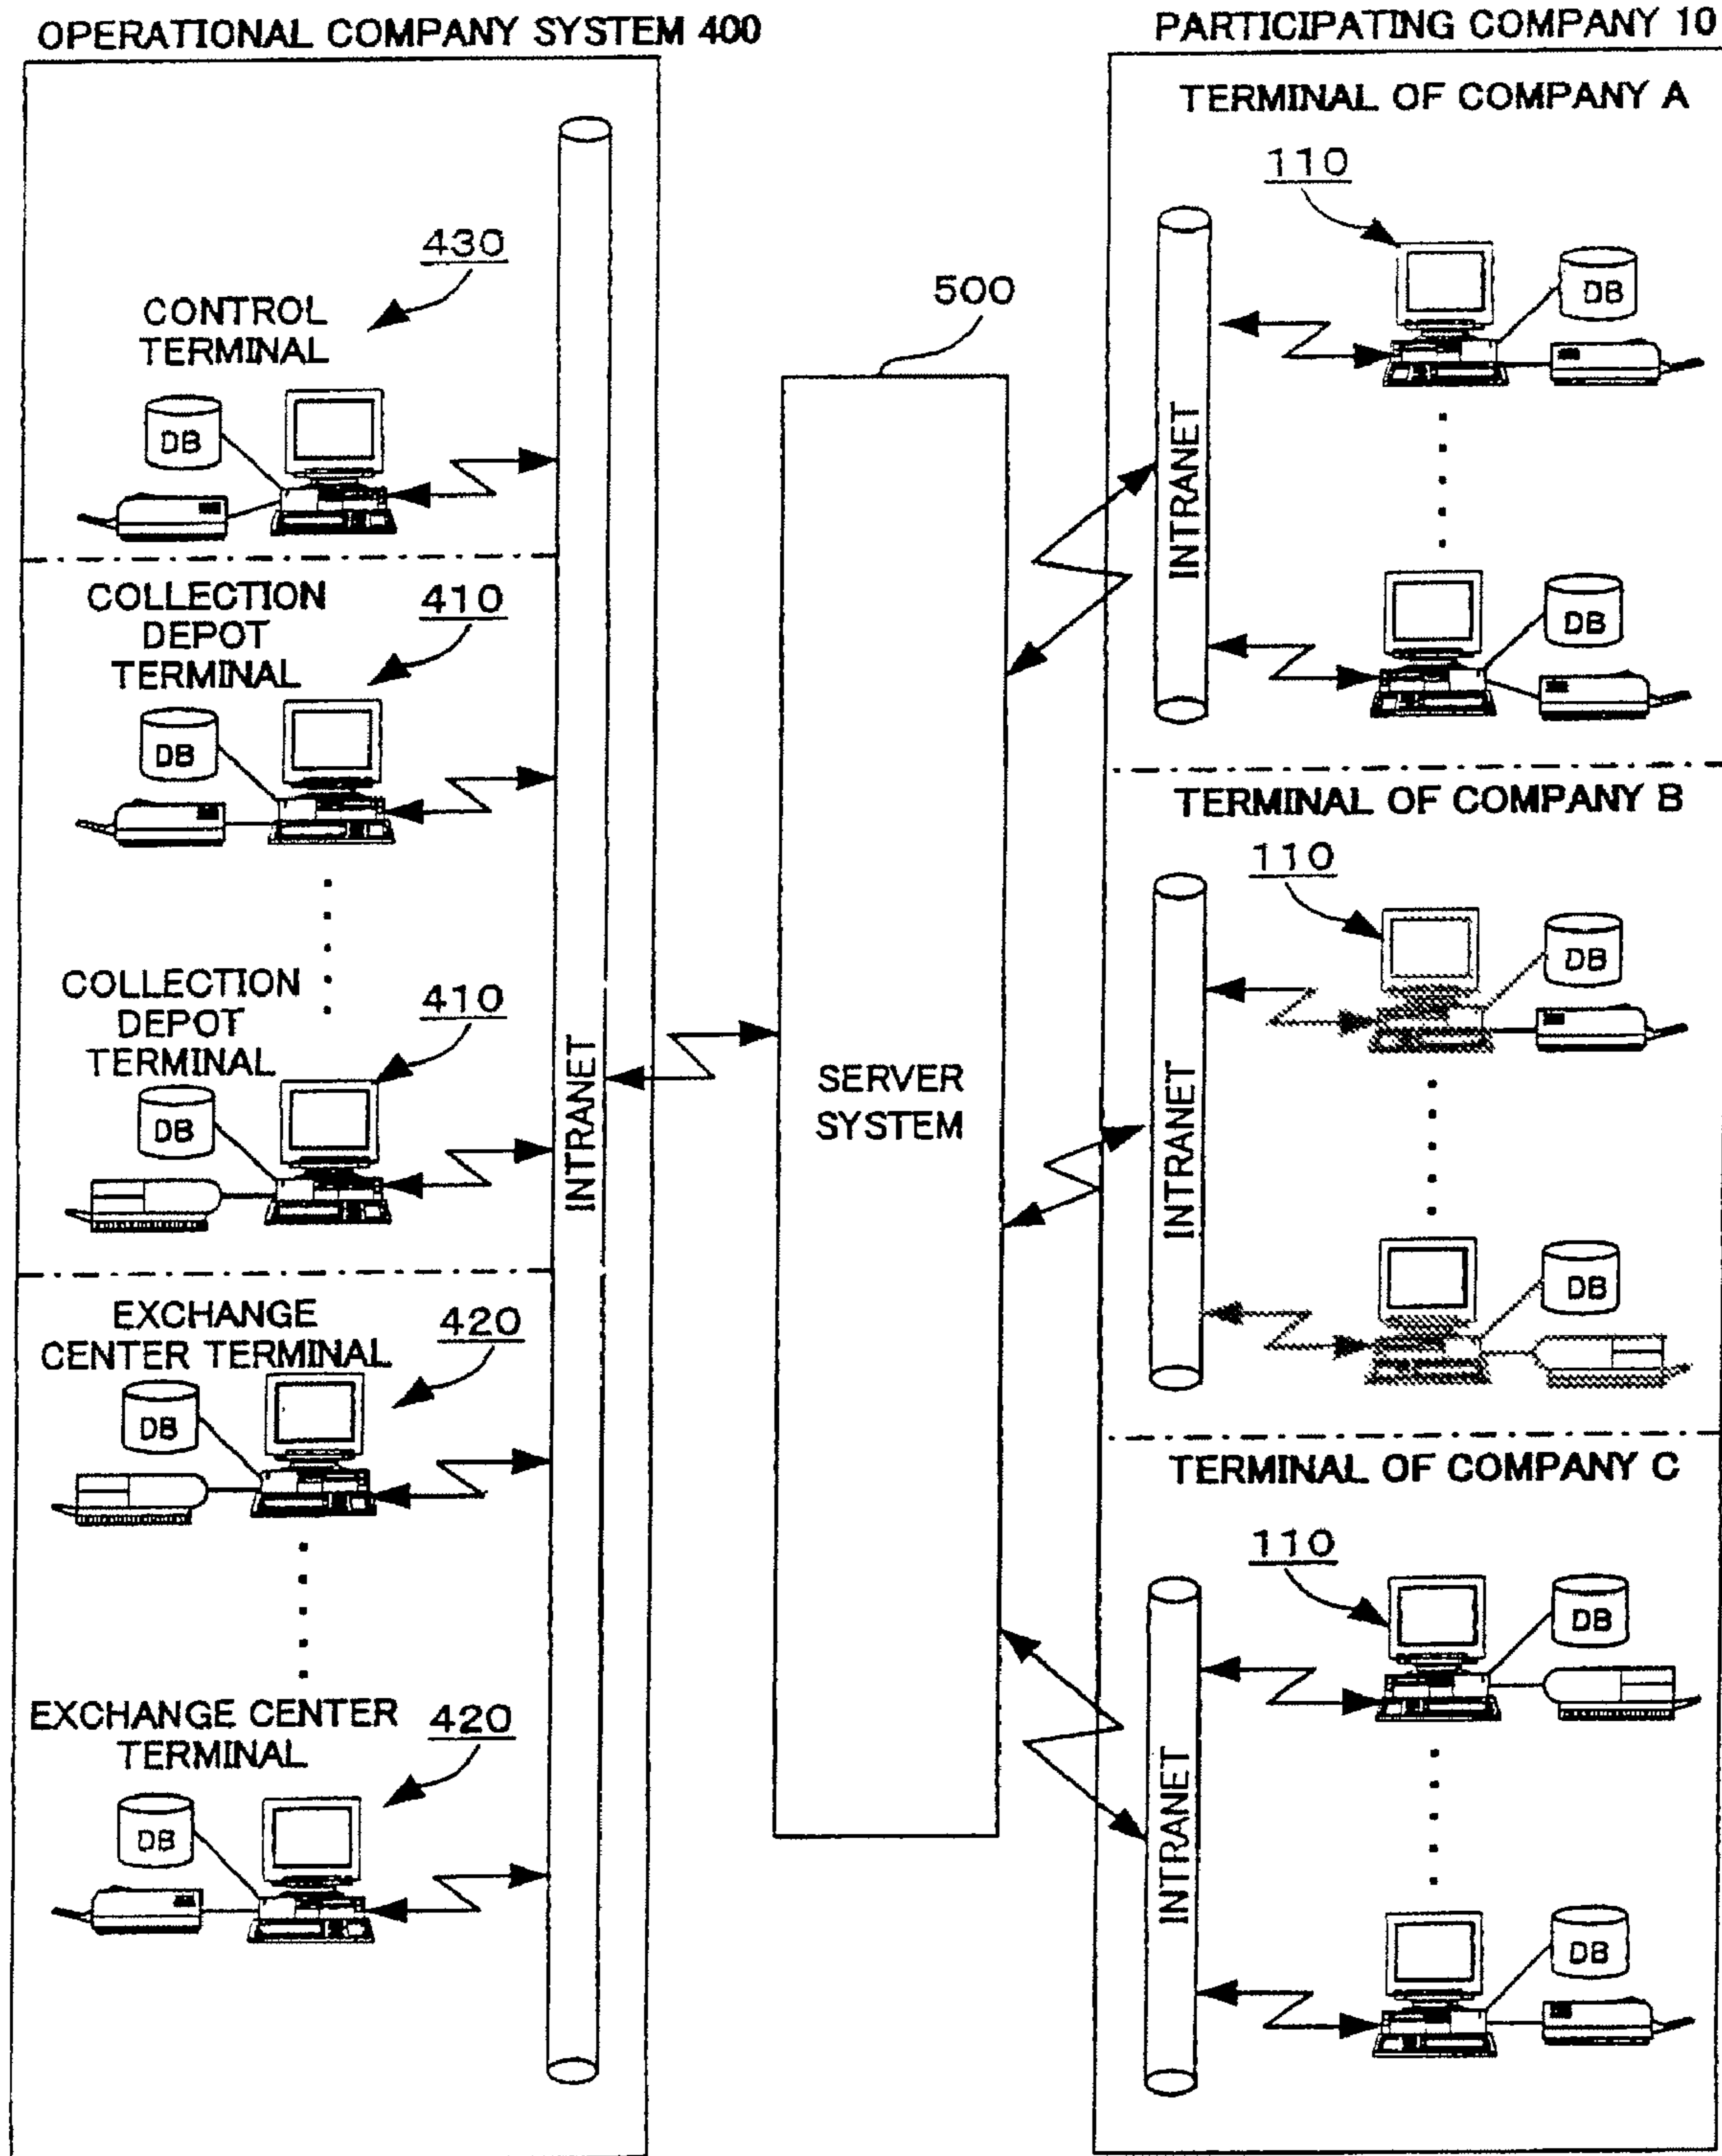 OPERATIONAL COMPANY SYSTEM 400
430
CONTROL
TERMINAL
DB
COLLECTION
DEPOT
TERMINAL
410
DB
COLLECTION
DEPOT
TERMINAL
410
DB
EXCHANGE
CENTER TERMINAL
420
DB
EXCHANGE CENTER
TERMINAL
420
DB
INTRANET
500
SERVER
SYSTEM
PARTICIPATING COMPANY 10
TERMINAL OF COMPANY A
110
DB
INTRANET
DB
TERMINAL OF COMPANY B
110
DB
INTRANET
DB
TERMINAL OF COMPANY C
110
DB
INTRANET
DB